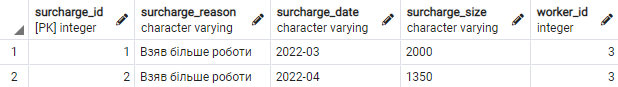 surcharge_id surcharge_reason surcharge_date surcharge_size worker_id
[PK] integer character varying character varying character varying integer
1 1 Взяв більше роботи 2022-03 2000 3
2 2 Взяв більше роботи 2022-04 1350 3